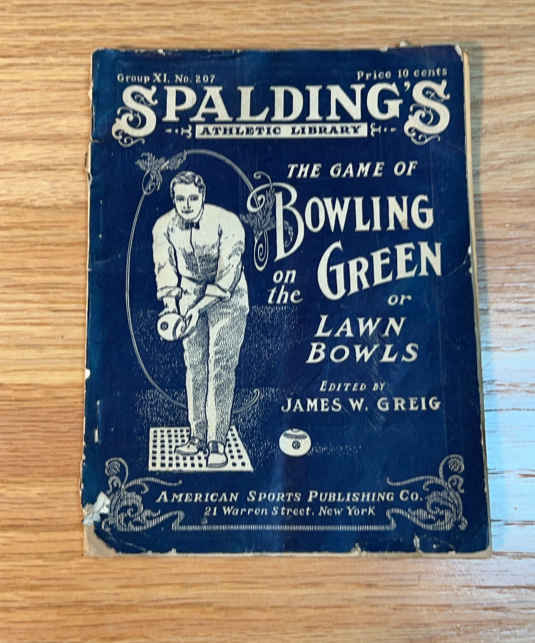 Group XI, No. 207
Price 10 cents
SPALDING'S
ATHLETIC LIBRARY
THE GAME OF
BOWLING
on
the
GREEN
or
LAWN
BOWLS
EDITED BY
JAMES W. GREIG
AMERICAN SPORTS PUBLISHING CO.
21 Warren Street, New York